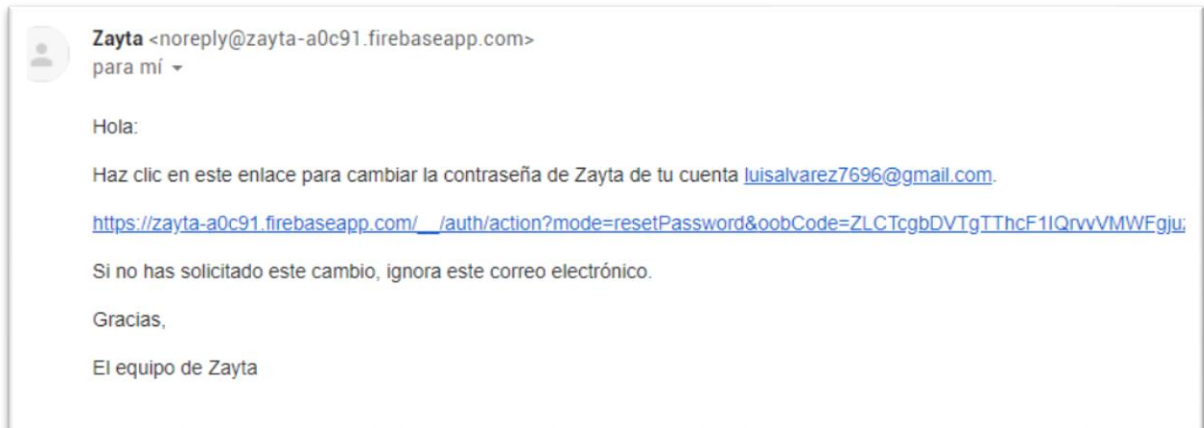 Zayta <noreply@zayta-a0c91.firebaseapp.com>
para mí
Hola:
Haz clic en este enlace para cambiar la contraseña de Zayta de tu cuenta luisalvarez7696@gmail.com.
https://zayta-a0c91.firebaseapp.com/__/auth/action?mode=resetPassword&oobCode=ZLCTcgbDVTgTThcF1IQrvvVMWFgju
Si no has solicitado este cambio, ignora este correo electrónico.
Gracias,
El equipo de Zayta